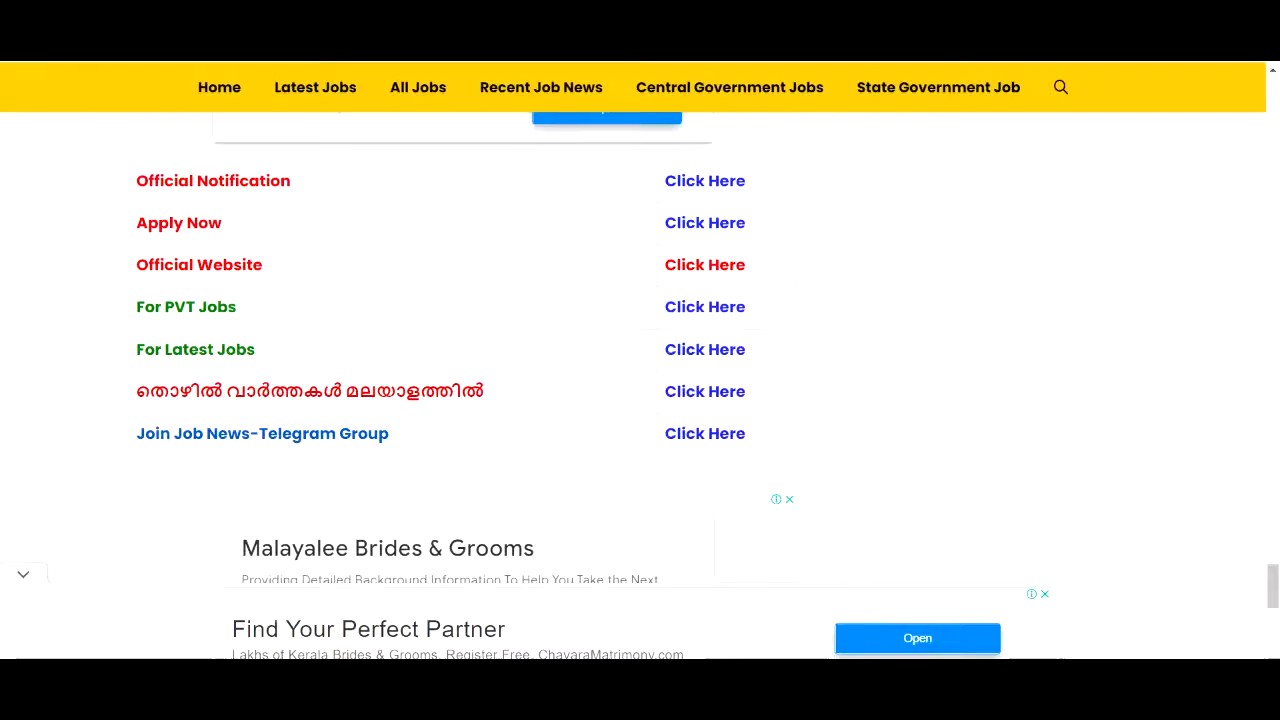 Home Latest Jobs All Jobs Recent Job News Central Government Jobs State Government Job
Official Notification Click Here
Apply Now Click Here
Official Website Click Here
For PVT Jobs Click Here
For Latest Jobs Click Here
തൊഴിൽ വാർത്തകൾ മലയാളത്തിൽ Click Here
Join Job News-Telegram Group Click Here
Malayalee Brides & Grooms
Providing Detailed Background Information To Help You Take the Next
Find Your Perfect Partner
Open
Lakhs of Kerala Brides & Grooms. Register Free. ChavaraMatrimony.com